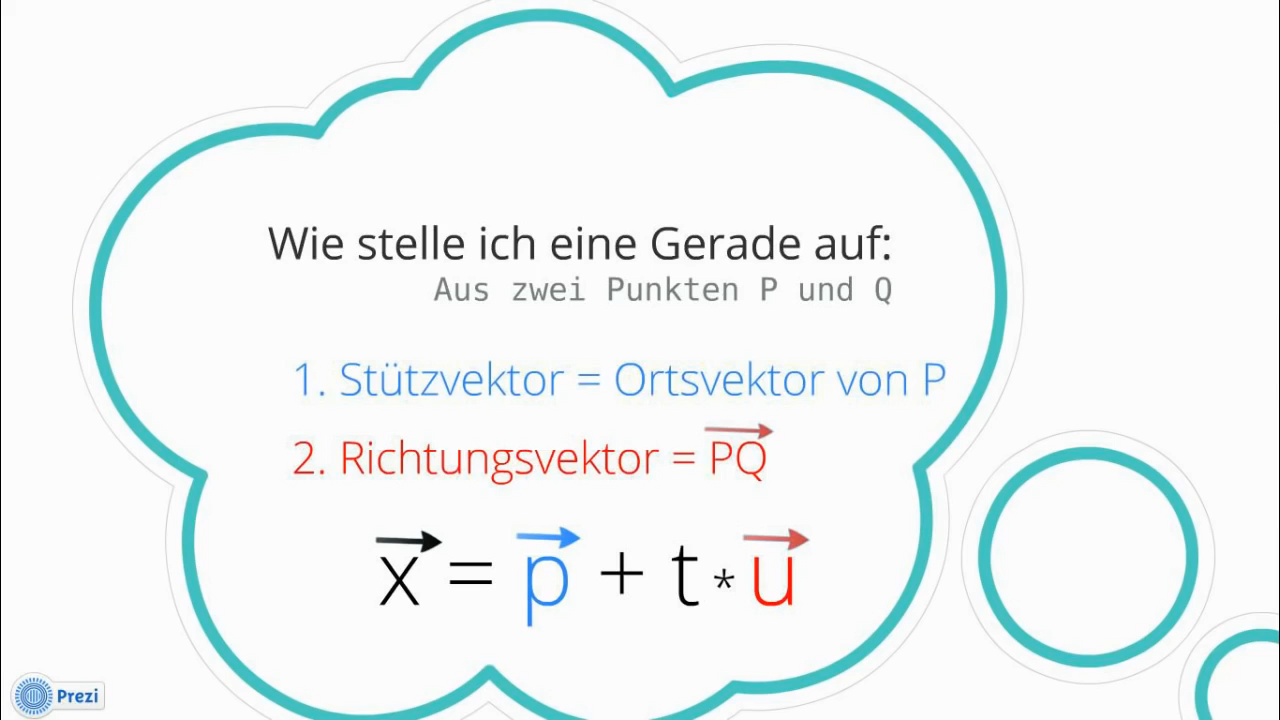 Wie stelle ich eine Gerade auf:
Aus zwei Punkten P und Q
1. Stützvektor = Ortsvektor von P
2. Richtungsvektor = PQ
x = p + t * u
Prezi